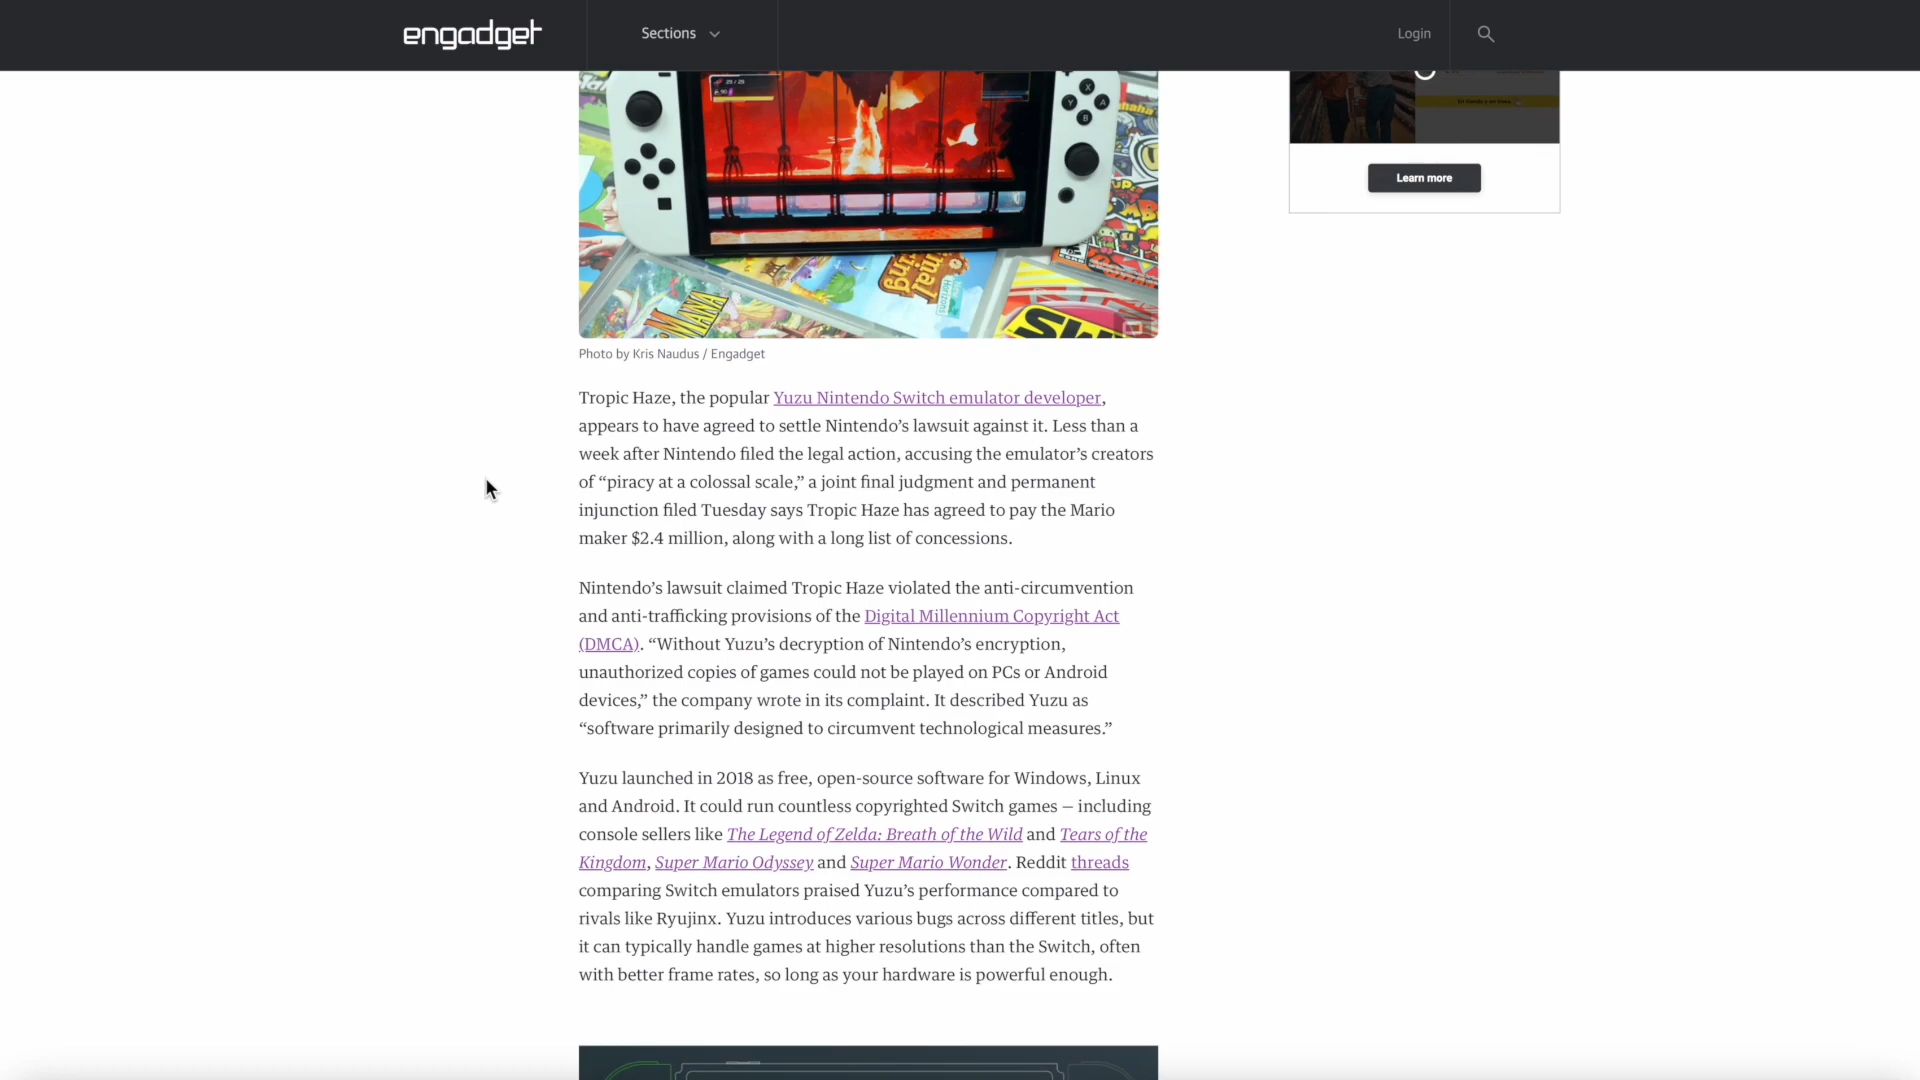 engadget
Sections
Login
23 / 25
90
X
Y
A
B
Learn more
Photo by Kris Naudus / Engadget
Tropic Haze, the popular Yuzu Nintendo Switch emulator developer,
appears to have agreed to settle Nintendo’s lawsuit against it. Less than a
week after Nintendo filed the legal action, accusing the emulator’s creators
of “piracy at a colossal scale,” a joint final judgment and permanent
injunction filed Tuesday says Tropic Haze has agreed to pay the Mario
maker $2.4 million, along with a long list of concessions.
Nintendo’s lawsuit claimed Tropic Haze violated the anti-circumvention
and anti-trafficking provisions of the Digital Millennium Copyright Act
(DMCA). “Without Yuzu’s decryption of Nintendo’s encryption,
unauthorized copies of games could not be played on PCs or Android
devices,” the company wrote in its complaint. It described Yuzu as
“software primarily designed to circumvent technological measures.”
Yuzu launched in 2018 as free, open-source software for Windows, Linux
and Android. It could run countless copyrighted Switch games — including
console sellers like The Legend of Zelda: Breath of the Wild and Tears of the
Kingdom, Super Mario Odyssey and Super Mario Wonder. Reddit threads
comparing Switch emulators praised Yuzu’s performance compared to
rivals like Ryujinx. Yuzu introduces various bugs across different titles, but
it can typically handle games at higher resolutions than the Switch, often
with better frame rates, so long as your hardware is powerful enough.